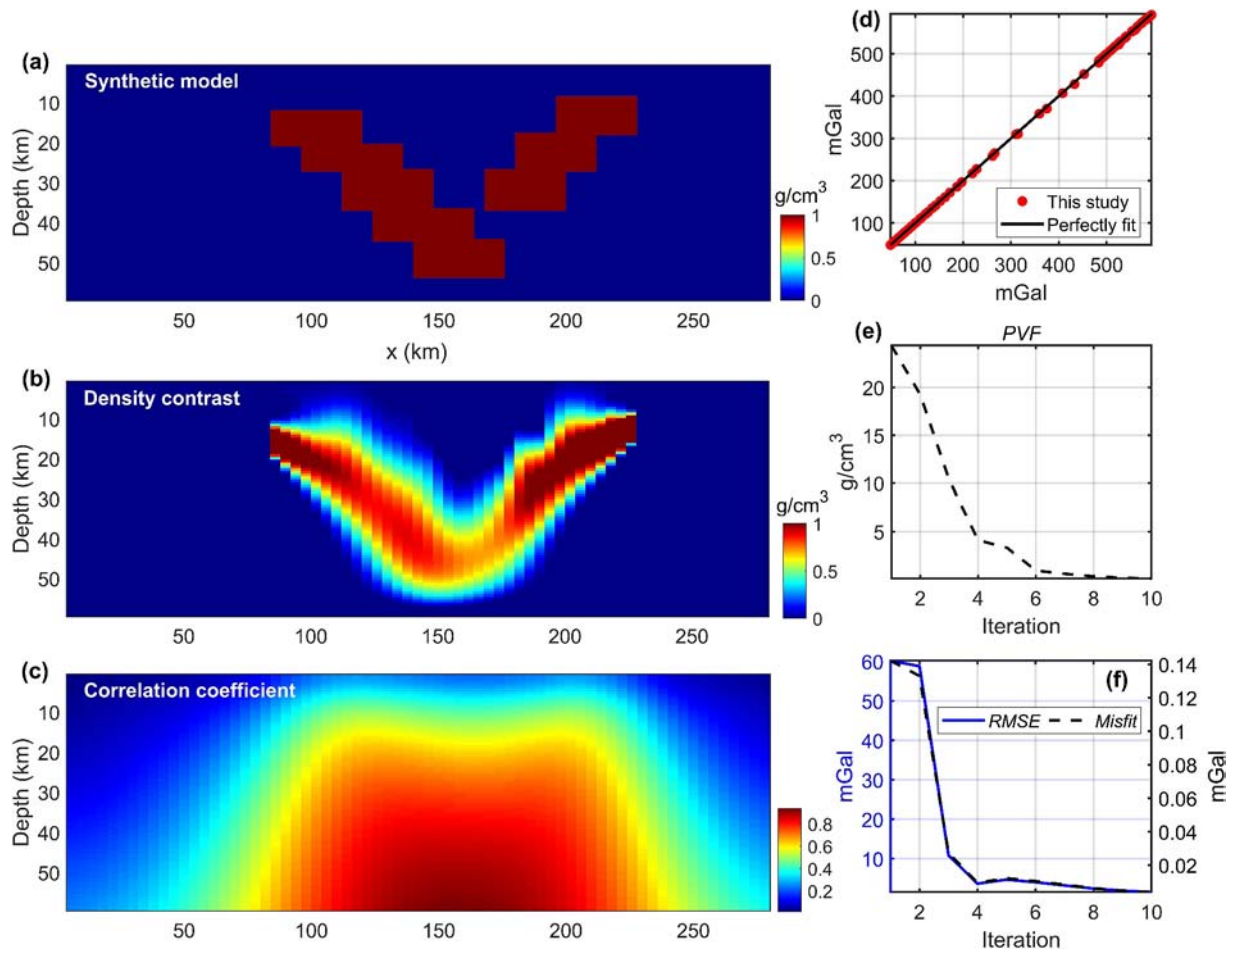 (a)
Synthetic model
10
20
30
40
50
Depth (km)
50 100 150 200 250
x (km)
g/cm3
1
0.5
0
(b)
Density contrast
10
20
30
40
50
Depth (km)
50 100 150 200 250
g/cm3
1
0.5
0
(c)
Correlation coefficient
10
20
30
40
50
Depth (km)
50 100 150 200 250
0.8
0.6
0.4
0.2
(d)
500
400
300
200
100
mGal
This study
Perfectly fit
100 200 300 400 500
mGal
(e)
PVF
20
15
10
5
g/cm3
2 4 6 8 10
Iteration
(f)
60
50
40
30
20
10
mGal
RMSE Misfit
0.14
0.12
0.1
0.08
0.06
0.04
0.02
mGal
2 4 6 8 10
Iteration